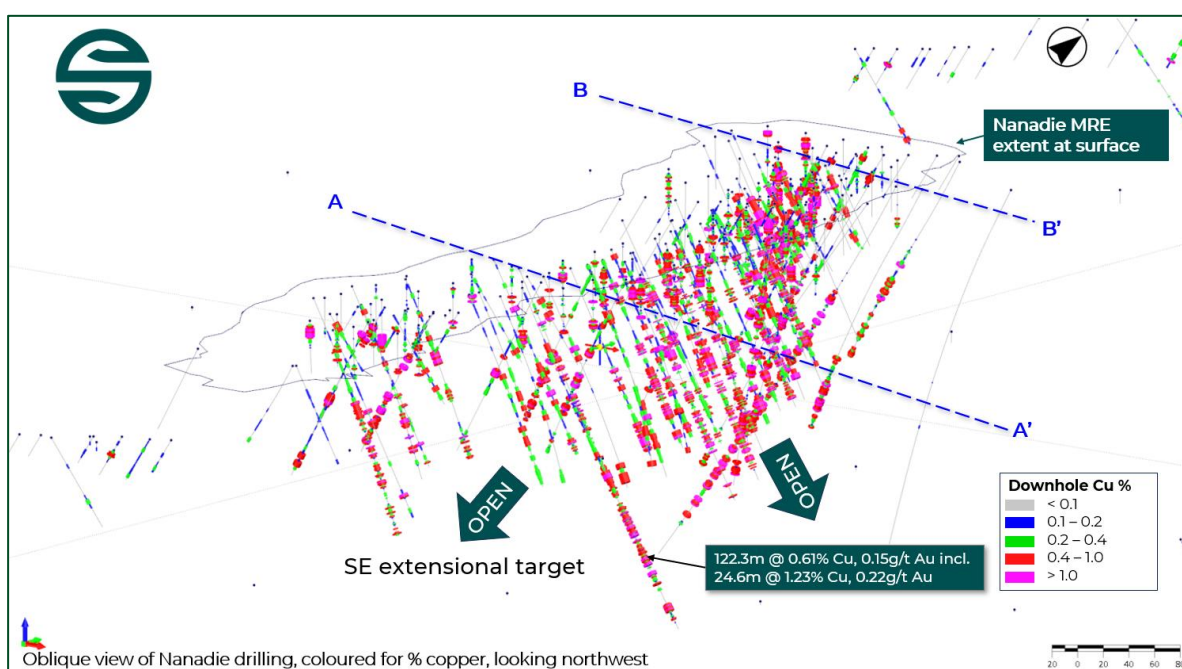 B
Nanadie MRE
extent at surface
A
B'
A'
OPEN
OPEN
SE extensional target
122.3m @ 0.61% Cu, 0.15g/t Au incl.
24.6m @ 1.23% Cu, 0.22g/t Au
Downhole Cu %
< 0.1
0.1 – 0.2
0.2 – 0.4
0.4 – 1.0
> 1.0
Oblique view of Nanadie drilling, coloured for % copper, looking northwest
20 0 20 40 60